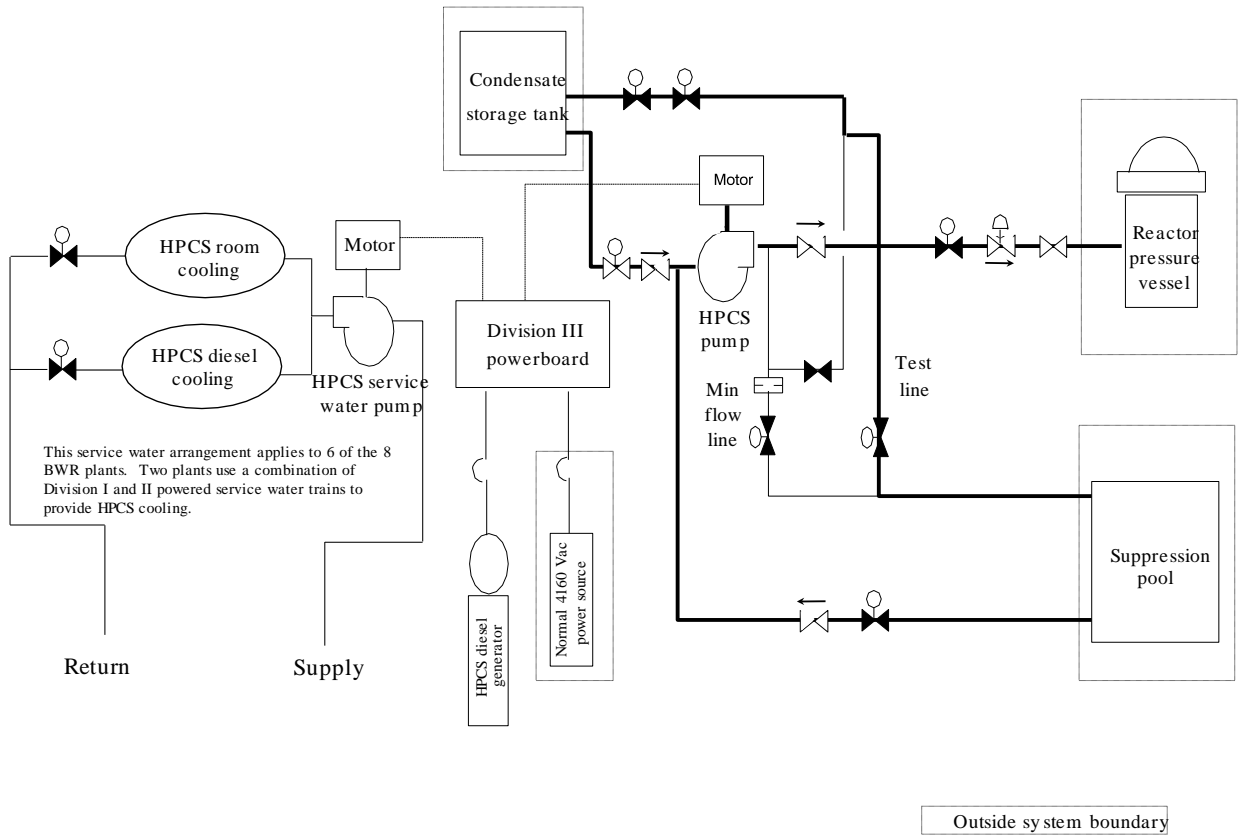 Condensate
storage tank
Motor
HPCS room
cooling
Motor
Reactor
pressure
vessel
HPCS
pump
Division III
powerboard
HPCS diesel
cooling
HPCS service
water pump
Test
line
Min
flow
line
This service water arrangement applies to 6 of the 8
BWR plants. Two plants use a combination of
Division I and II powered service water trains to
provide HPCS cooling.
Suppression
pool
Normal 4160 Vac
power source
HPCS diesel
generator
Return
Supply
Outside system boundary